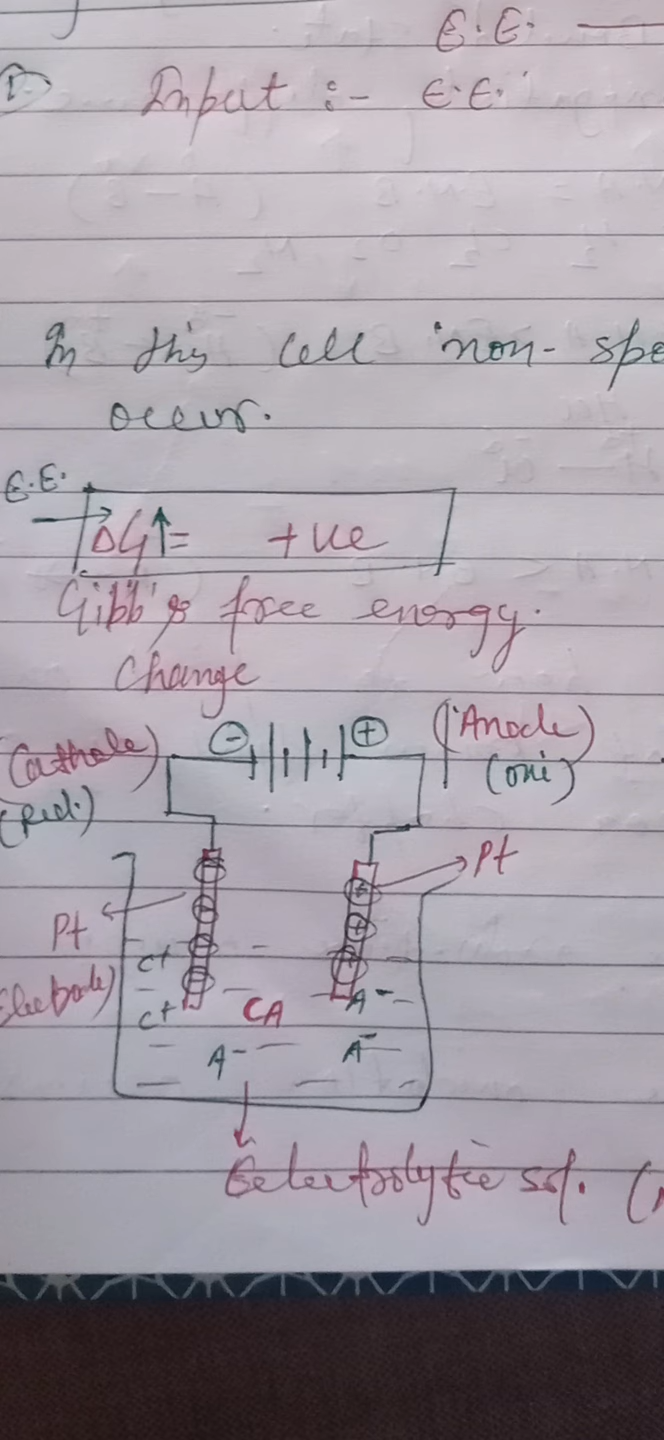 E.E.
Input :- E.E.
In this cell non- spe
occur.
E.E.
ΔG↑= +ve
Gibb's free energy.
Change
(Cathode) ⊖ ⊕ (Anode)
(Red.) (oxi)
Pt
Pt
C+
Electrode)
C+ CA A-
A- A-
Electrolytic sol. (